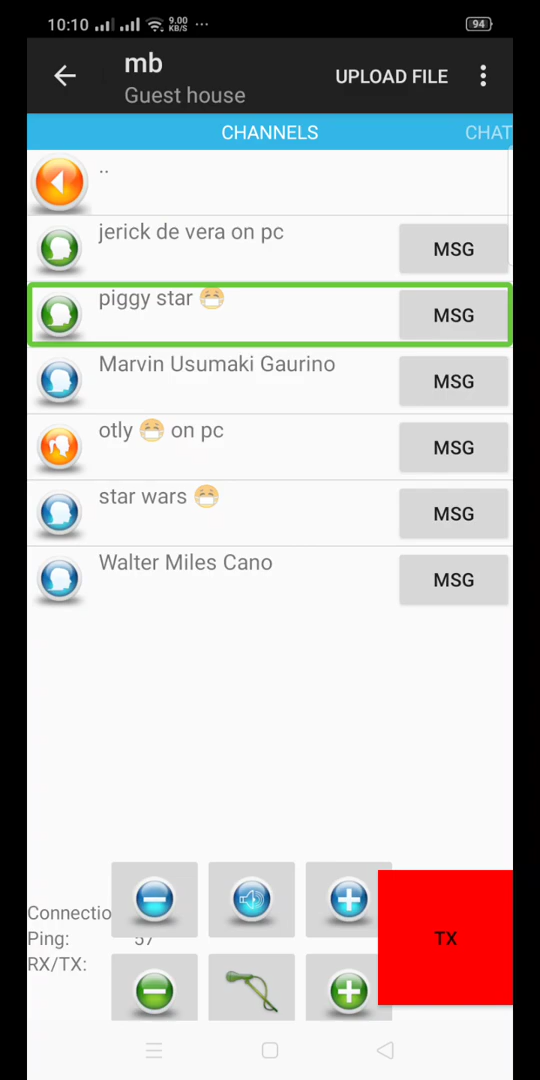 10:10 9.00 KB/S ... 94
mb
Guest house
UPLOAD FILE
CHANNELS
CHAT
..
jerick de vera on pc
MSG
piggy star 😷
MSG
Marvin Usumaki Gaurino
MSG
otly 😷 on pc
MSG
star wars 😷
MSG
Walter Miles Cano
MSG
Connectio
Ping: 57
RX/TX:
TX